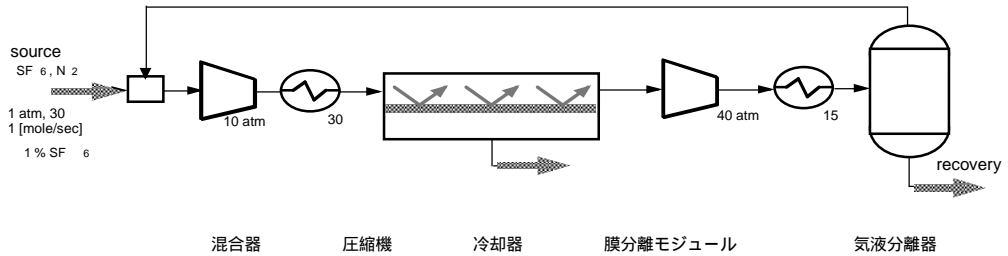 source
SF 6 , N 2
1 atm, 30
1 [mole/sec]
1 % SF 6
10 atm
30
40 atm
15
recovery
混合器 圧縮機 冷却器 膜分離モジュール 気液分離器